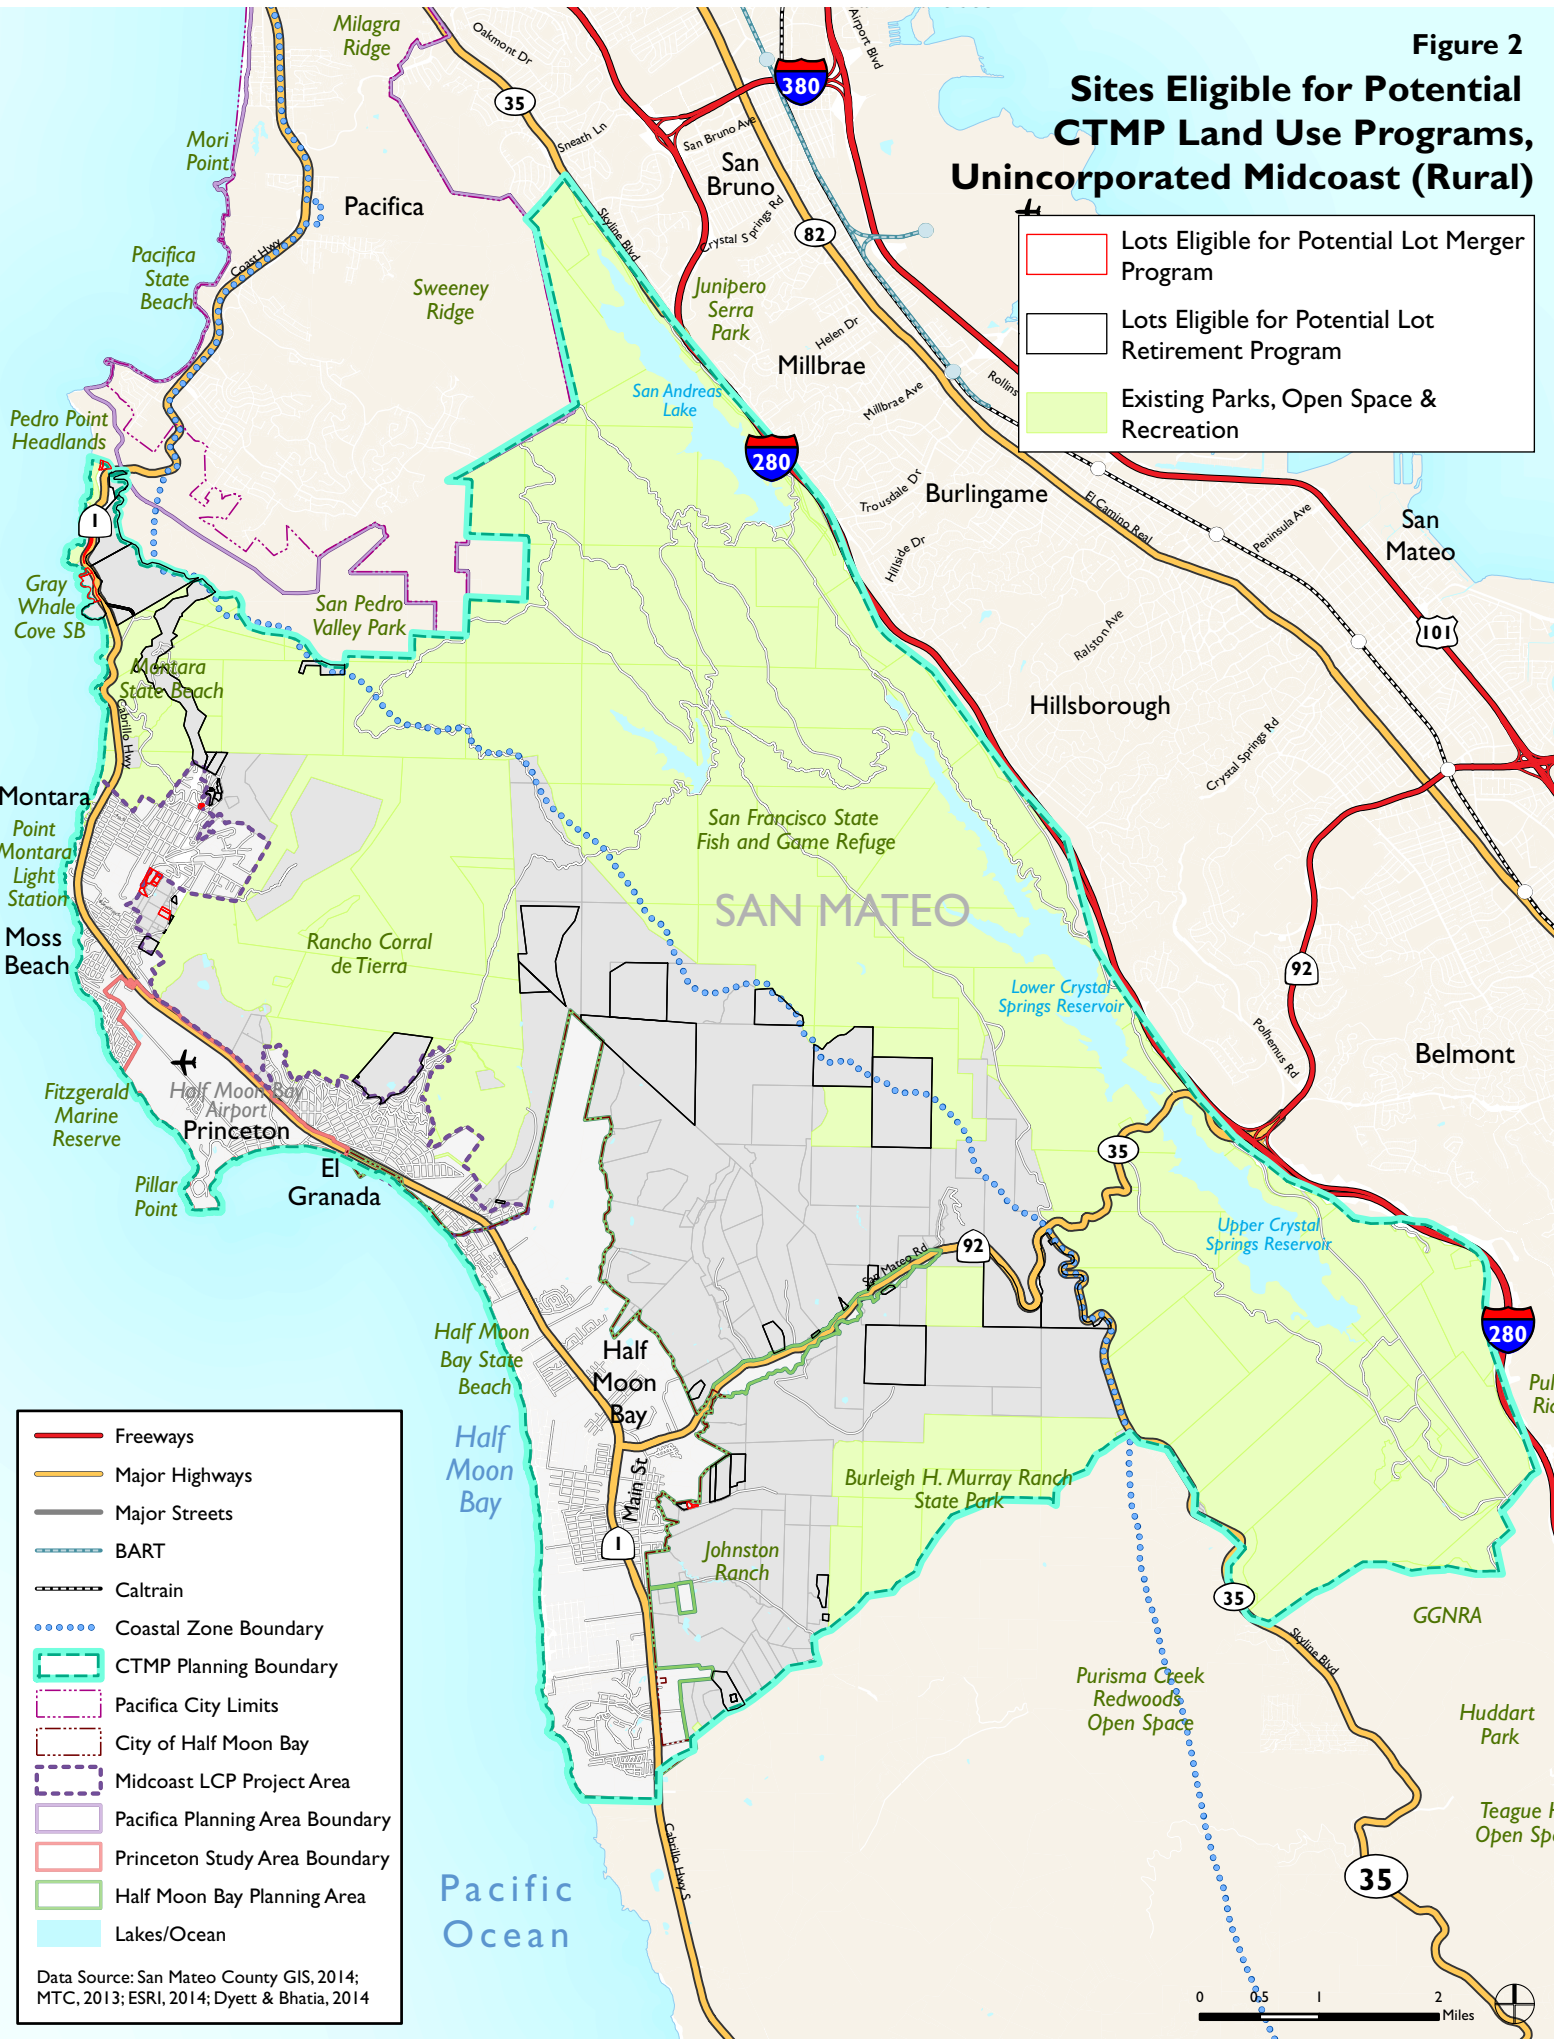 Figure 2
Sites Eligible for Potential
CTMP Land Use Programs,
Unincorporated Midcoast (Rural)
Lots Eligible for Potential Lot Merger
Program
Lots Eligible for Potential Lot
Retirement Program
Existing Parks, Open Space &
Recreation
Milagra
Ridge
Oakmont Dr
Airport Blvd
380
35
Sneath Ln
San Bruno Ave
San
Bruno
Mori
Point
Pacifica
Skyline Blvd
Crystal Springs Rd
82
Pacifica
State
Beach
Coast Hwy
Sweeney
Ridge
Junipero
Serra
Park
Helen Dr
Millbrae
Rollins
San Andreas
Lake
Millbrae Ave
Pedro Point
Headlands
280
Trousdale Dr
Burlingame
El Camino Real
Peninsula Ave
San
Mateo
1
Hillside Dr
Gray
Whale
Cove SB
San Pedro
Valley Park
Ralston Ave
101
Montara
State Beach
Cabrillo Hwy
Hillsborough
Crystal Springs Rd
Montara
Point
Montara
Light
Station
San Francisco State
Fish and Game Refuge
SAN MATEO
Moss
Beach
Rancho Corral
de Tierra
92
Lower Crystal
Springs Reservoir
Polhemus Rd
Belmont
Fitzgerald
Marine
Reserve
Half Moon Bay
Airport
Princeton
El
Granada
Pillar
Point
35
Upper Crystal
Springs Reservoir
92
San Mateo Rd
280
Half Moon
Bay State
Beach
Half
Moon
Bay
Half
Moon
Bay
Main St
1
Burleigh H. Murray Ranch
State Park
Johnston
Ranch
35
GGNRA
Skyline Blvd
Purisma Creek
Redwoods
Open Space
Huddart
Park
Teague
Open
35
Cabrillo Hwy S
Pacific
Ocean
Freeways
Major Highways
Major Streets
BART
Caltrain
Coastal Zone Boundary
CTMP Planning Boundary
Pacifica City Limits
City of Half Moon Bay
Midcoast LCP Project Area
Pacifica Planning Area Boundary
Princeton Study Area Boundary
Half Moon Bay Planning Area
Lakes/Ocean
Data Source: San Mateo County GIS, 2014;
MTC, 2013; ESRI, 2014; Dyett & Bhatia, 2014
0 0.5 1 2
Miles